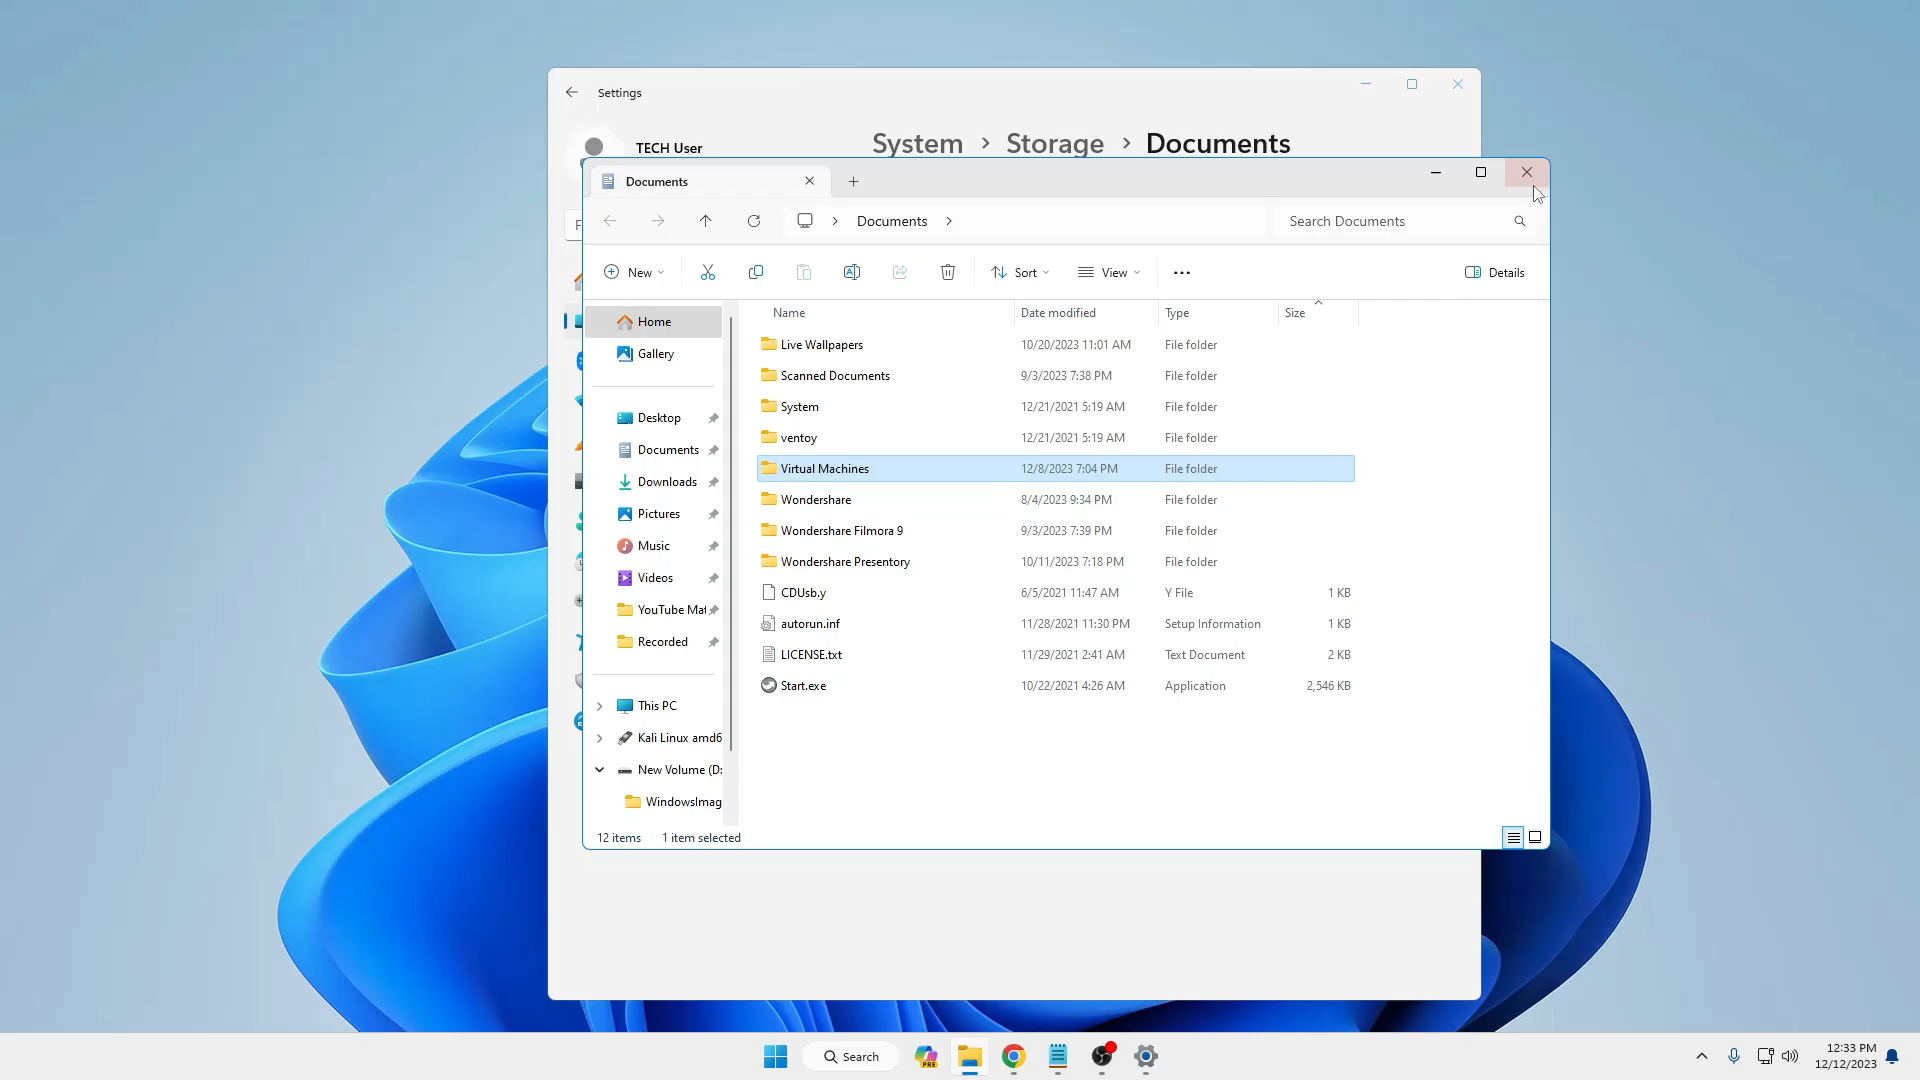 Settings
TECH User
System › Storage › Documents
Documents
F
Documents
Search Documents
New
Sort
View
Details
Home
Gallery
Desktop
Documents
Downloads
Pictures
Music
Videos
YouTube Mat
Recorded
This PC
Kali Linux amd6
New Volume (D:
WindowsImag
Name Date modified Type Size
Live Wallpapers 10/20/2023 11:01 AM File folder
Scanned Documents 9/3/2023 7:38 PM File folder
System 12/21/2021 5:19 AM File folder
ventoy 12/21/2021 5:19 AM File folder
Virtual Machines 12/8/2023 7:04 PM File folder
Wondershare 8/4/2023 9:34 PM File folder
Wondershare Filmora 9 9/3/2023 7:39 PM File folder
Wondershare Presentory 10/11/2023 7:18 PM File folder
CDUsb.y 6/5/2021 11:47 AM Y File 1 KB
autorun.inf 11/28/2021 11:30 PM Setup Information 1 KB
LICENSE.txt 11/29/2021 2:41 AM Text Document 2 KB
Start.exe 10/22/2021 4:26 AM Application 2,546 KB
12 items 1 item selected
Search
PRE
12:33 PM
12/12/2023